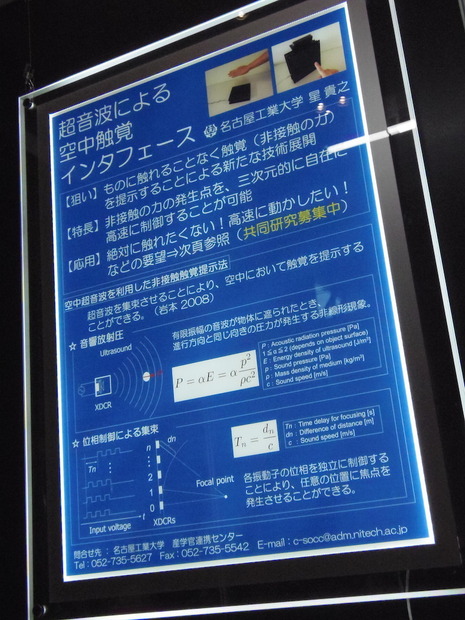 超音波による
空中触覚
インタフェース 名古屋工業大学 星 貴之
【狙い】ものに触れることなく触覚（非接触の力）
を提示することによる新たな技術展開
【特長】非接触の力の発生点を、三次元的に自在に
高速に制御することが可能
【応用】絶対に触れたくない！高速に動かしたい！
などの要望⇒次頁参照（共同研究募集中）
空中超音波を利用した非接触触覚提示法
超音波を集束させることにより、空中において触覚を提示する
ことができる。（岩本 2008）
☆ 音響放射圧
有限振幅の音波が物体に遮られたとき、
進行方向と同じ向きの圧力が発生する非線形現象。
Ultrasound
XDCR
P = αE = α p² / ρc²
P : Acoustic radiation pressure [Pa]
1 ≦ α ≦ 2 (depends on object surface)
E : Energy density of ultrasound [J/m³]
p : Sound pressure [Pa]
ρ : Mass density of medium [kg/m³]
c : Sound speed [m/s]
☆ 位相制御による集束
Tn
Input voltage
t
n
2
1
0
XDCRs
dn
Focal point
Tn = dn / c
Tn : Time delay for focusing [s]
dn : Difference of distance [m]
c : Sound speed [m/s]
各振動子の位相を独立に制御する
ことにより、任意の位置に焦点を
発生させることができる。
問合せ先 : 名古屋工業大学 産学官連携センター
Tel : 052-735-5627 Fax : 052-735-5542 E-mail : c-socc@adm.nitech.ac.jp